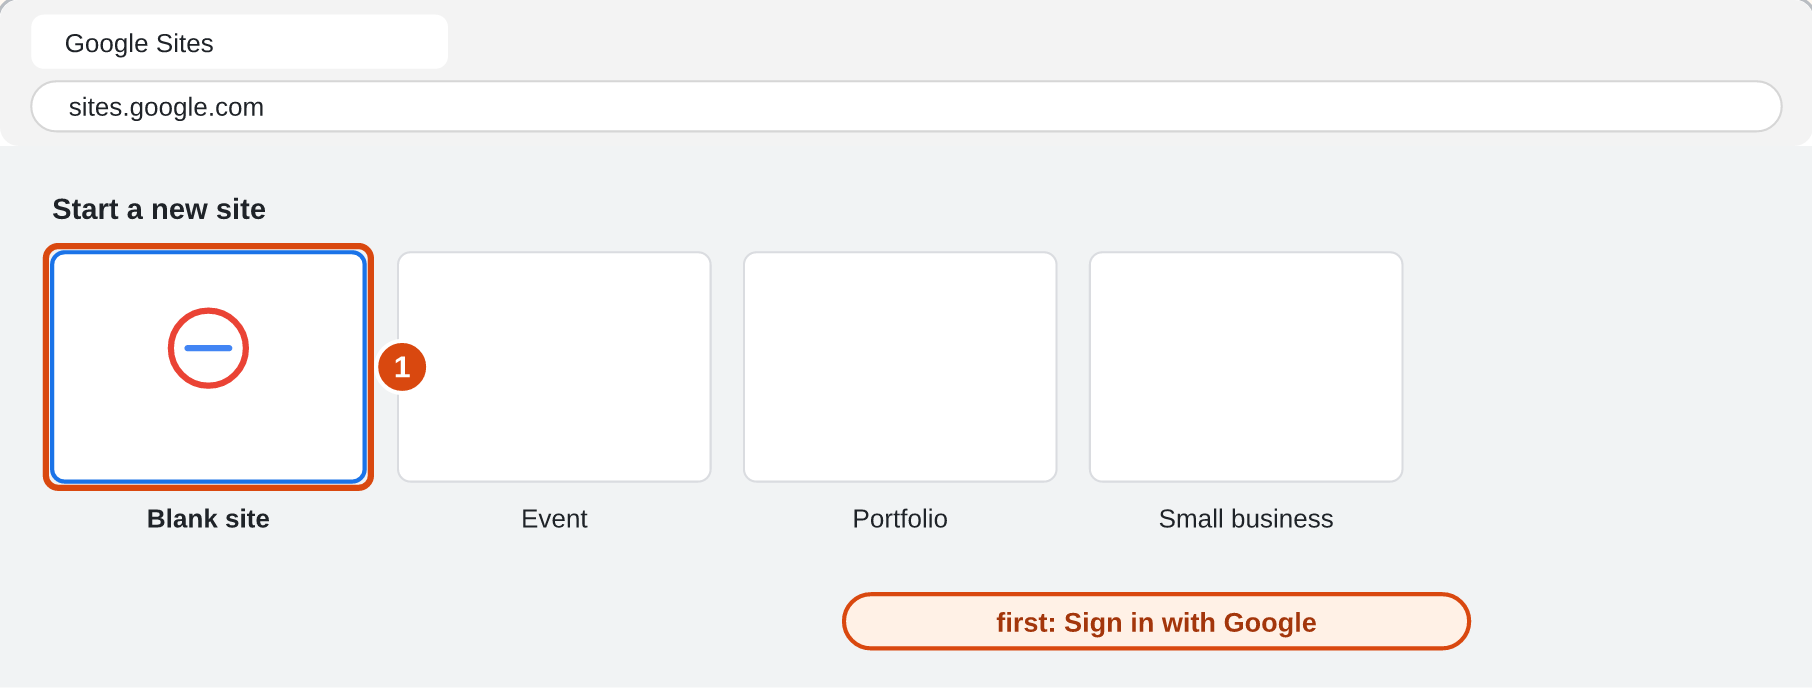 Google Sites
sites.google.com
Start a new site
1
Blank site
Event
Portfolio
Small business
first: Sign in with Google